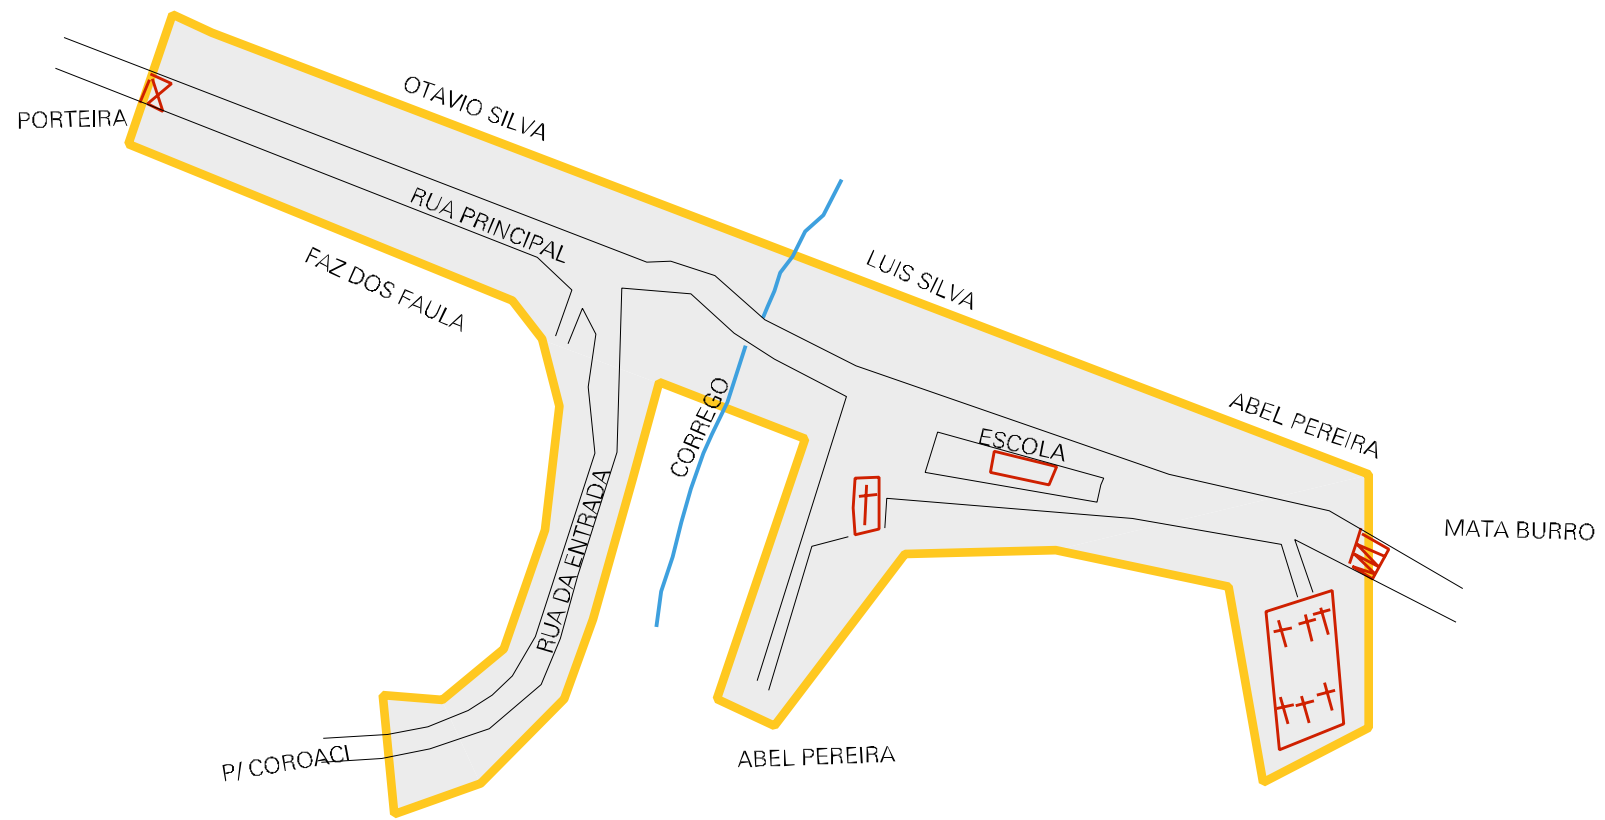 OTAVIO SILVA
PORTEIRA
RUA PRINCIPAL
FAZ DOS FAULA
LUIS SILVA
CORREGO
ABEL PEREIRA
ESCOLA
MATA BURRO
RUA DA ENTRADA
P/ COROACI
ABEL PEREIRA